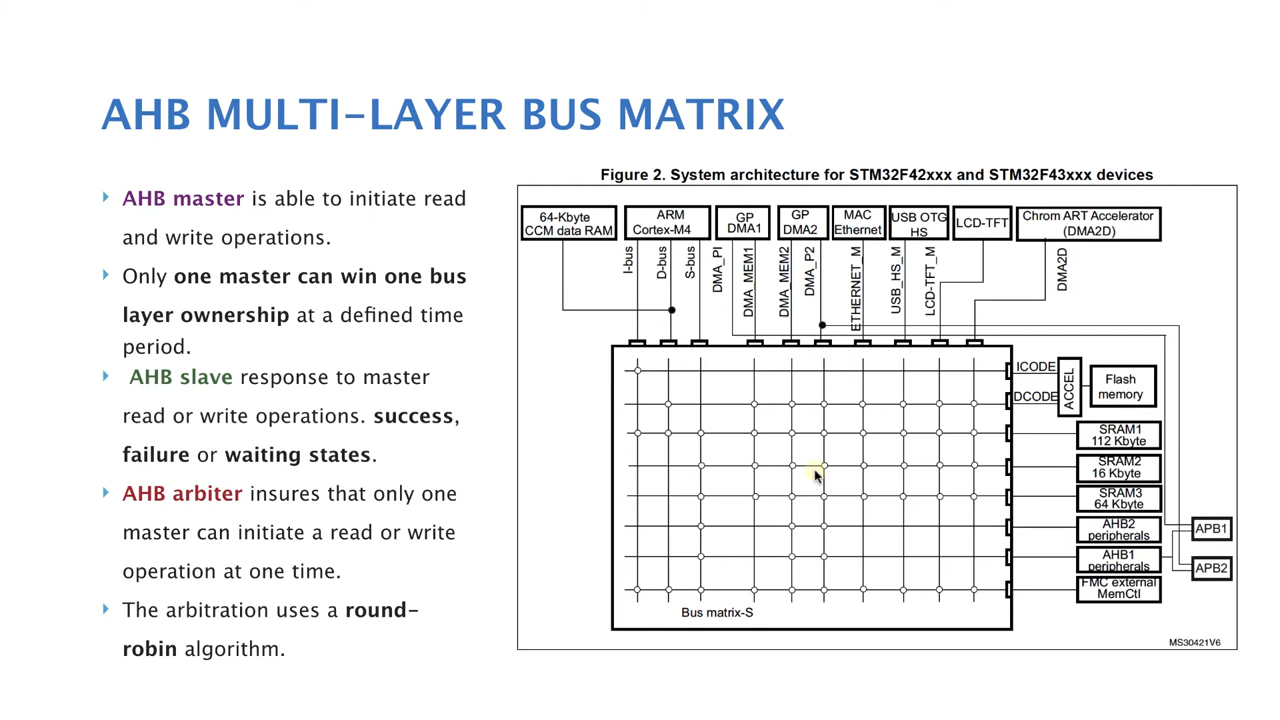 AHB MULTI-LAYER BUS MATRIX
AHB master is able to initiate read
and write operations.
Only one master can win one bus
layer ownership at a defined time
period.
AHB slave response to master
read or write operations. success,
failure or waiting states.
AHB arbiter insures that only one
master can initiate a read or write
operation at one time.
The arbitration uses a round-
robin algorithm.
Figure 2. System architecture for STM32F42xxx and STM32F43xxx devices
64-Kbyte
CCM data RAM
ARM
Cortex-M4
GP
DMA1
GP
DMA2
MAC
Ethernet
USB OTG
HS
LCD-TFT
Chrom ART Accelerator
(DMA2D)
I-bus
D-bus
S-bus
DMA_PI
DMA_MEM1
DMA_MEM2
DMA_P2
ETHERNET_M
USB_HS_M
LCD-TFT_M
DMA2D
ICODE
DCODE
ACCEL
Flash
memory
SRAM1
112 Kbyte
SRAM2
16 Kbyte
SRAM3
64 Kbyte
AHB2
peripherals
AHB1
peripherals
FMC external
MemCtl
APB1
APB2
Bus matrix-S
MS30421V6